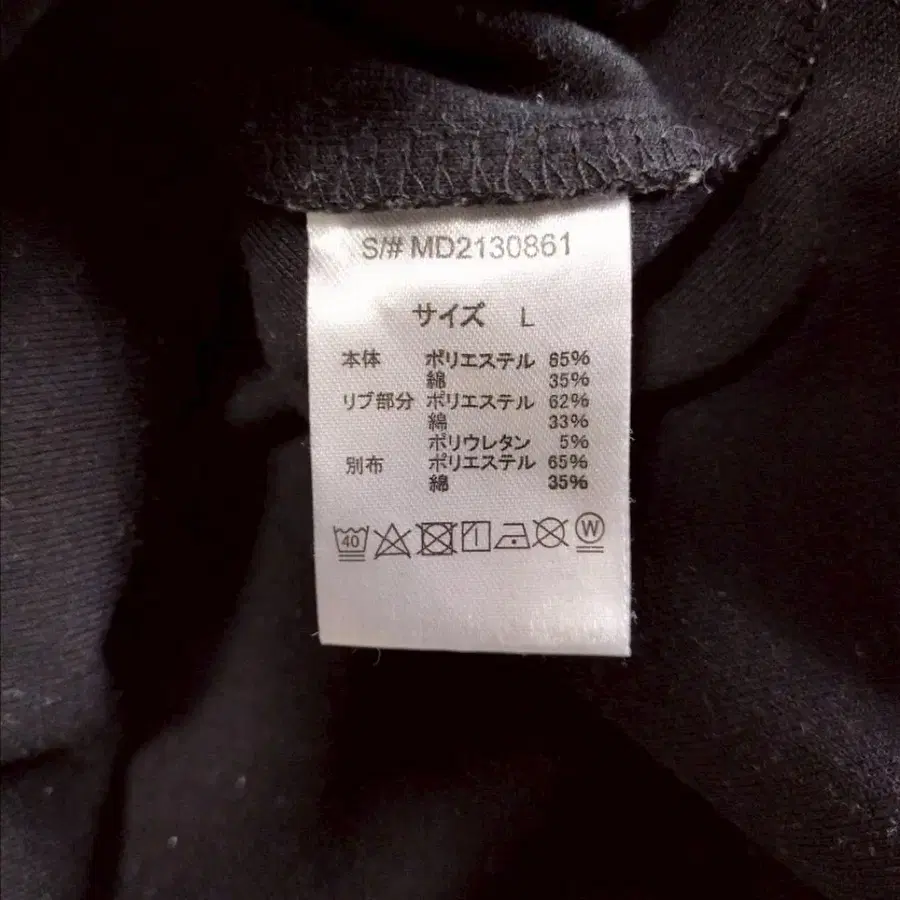 S/# MD2130861
サイズ L
本体 ポリエステル 65%
綿 35%
リブ部分 ポリエステル 62%
綿 33%
ポリウレタン 5%
別布 ポリエステル 65%
綿 35%
40 W